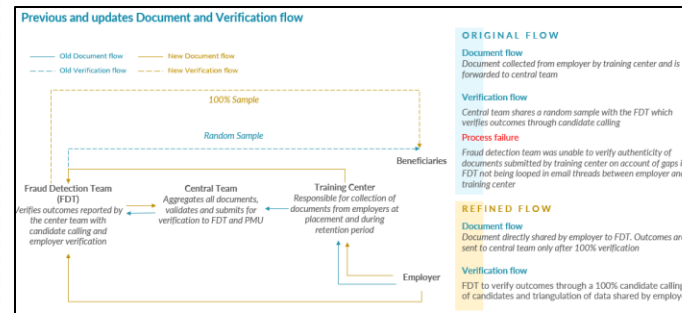 Previous and updates Document and Verification flow
Old Document flow
New Document flow
Old Verification flow
New Verification flow
100% Sample
Random Sample
Beneficiaries
Fraud Detection Team
(FDT)
Verifies outcomes reported by
the center team with
candidate calling and
employer verification
Central Team
Aggregates all documents,
validates and submits for
verification to FDT and PMU
Training Center
Responsible for collection of
documents from employers at
placement and during
retention period
Employer
ORIGINAL FLOW
Document flow
Document collected from employer by training center and is
forwarded to central team
Verification flow
Central team shares a random sample with the FDT which
verifies outcomes through candidate calling
Process failure
Fraud detection team was unable to verify authenticity of
documents submitted by training center on account of gaps i
FDT not being looped in email threads between employer and
training center
REFINED FLOW
Document flow
Document directly shared by employer to FDT. Outcomes are
sent to central team only after 100% verification
Verification flow
FDT to verify outcomes through a 100% candidate calling
of candidates and triangulation of data shared by employ